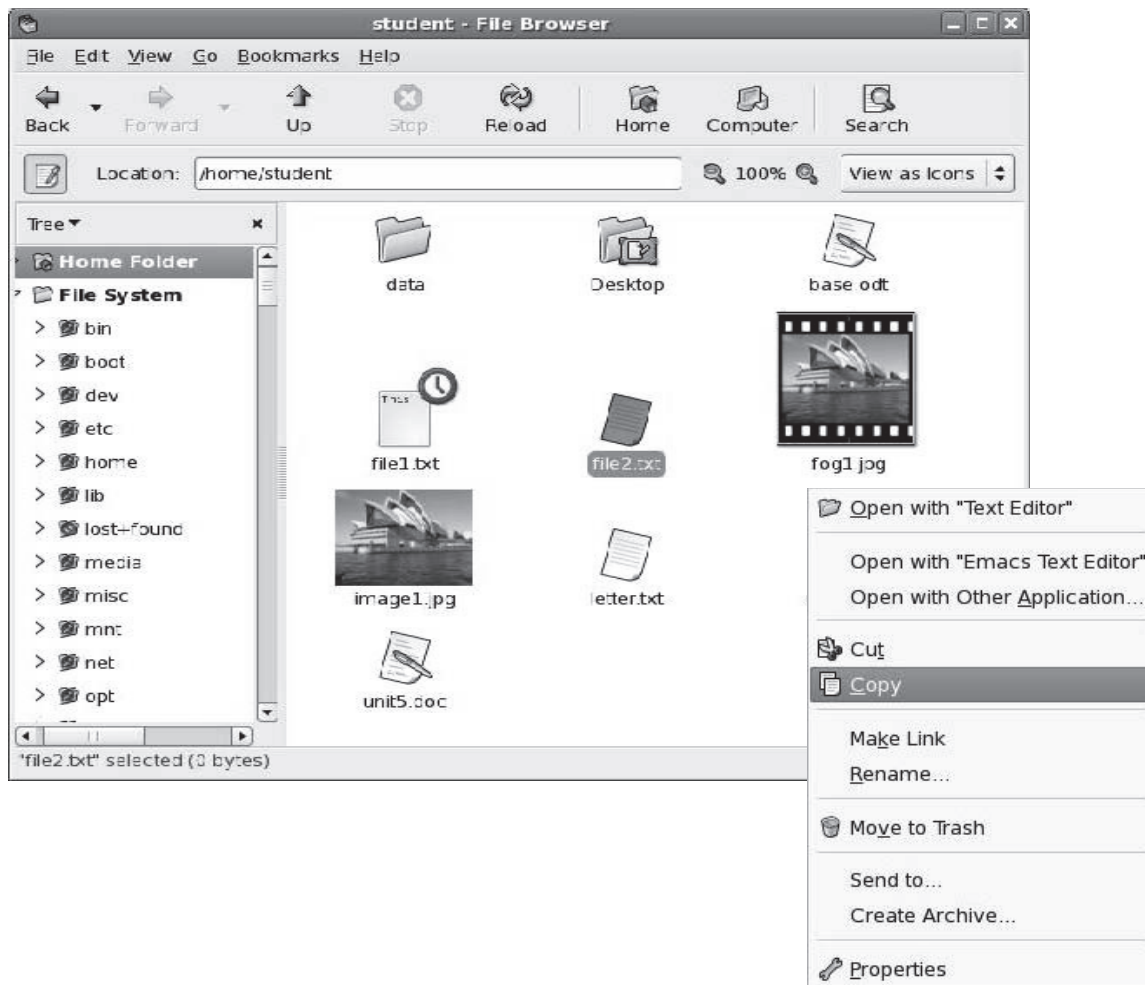 student - File Browser
File Edit View Go Bookmarks Help
Back Forward Up Stop Reload Home Computer Search
Location: /home/student 100% View as Icons
Tree
Home Folder
File System
bin
boot
dev
etc
home
lib
lost+found
media
misc
mnt
net
opt
data Desktop base odt
file1.txt file2.txt fog1.jpg
image1.jpg letter.txt
unit5.doc
"file2.txt" selected (0 bytes)
Open with "Text Editor"
Open with "Emacs Text Editor"
Open with Other Application...
Cut
Copy
Make Link
Rename...
Move to Trash
Send to...
Create Archive...
Properties